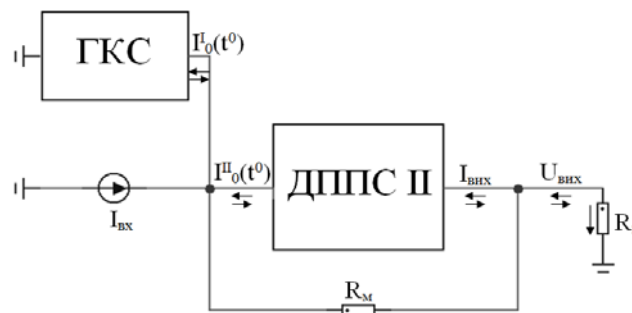 ГКС
I^I_0(t^0)
I^II_0(t^0)
ДППС II
I_вих
U_вих
I_вх
R
R_м